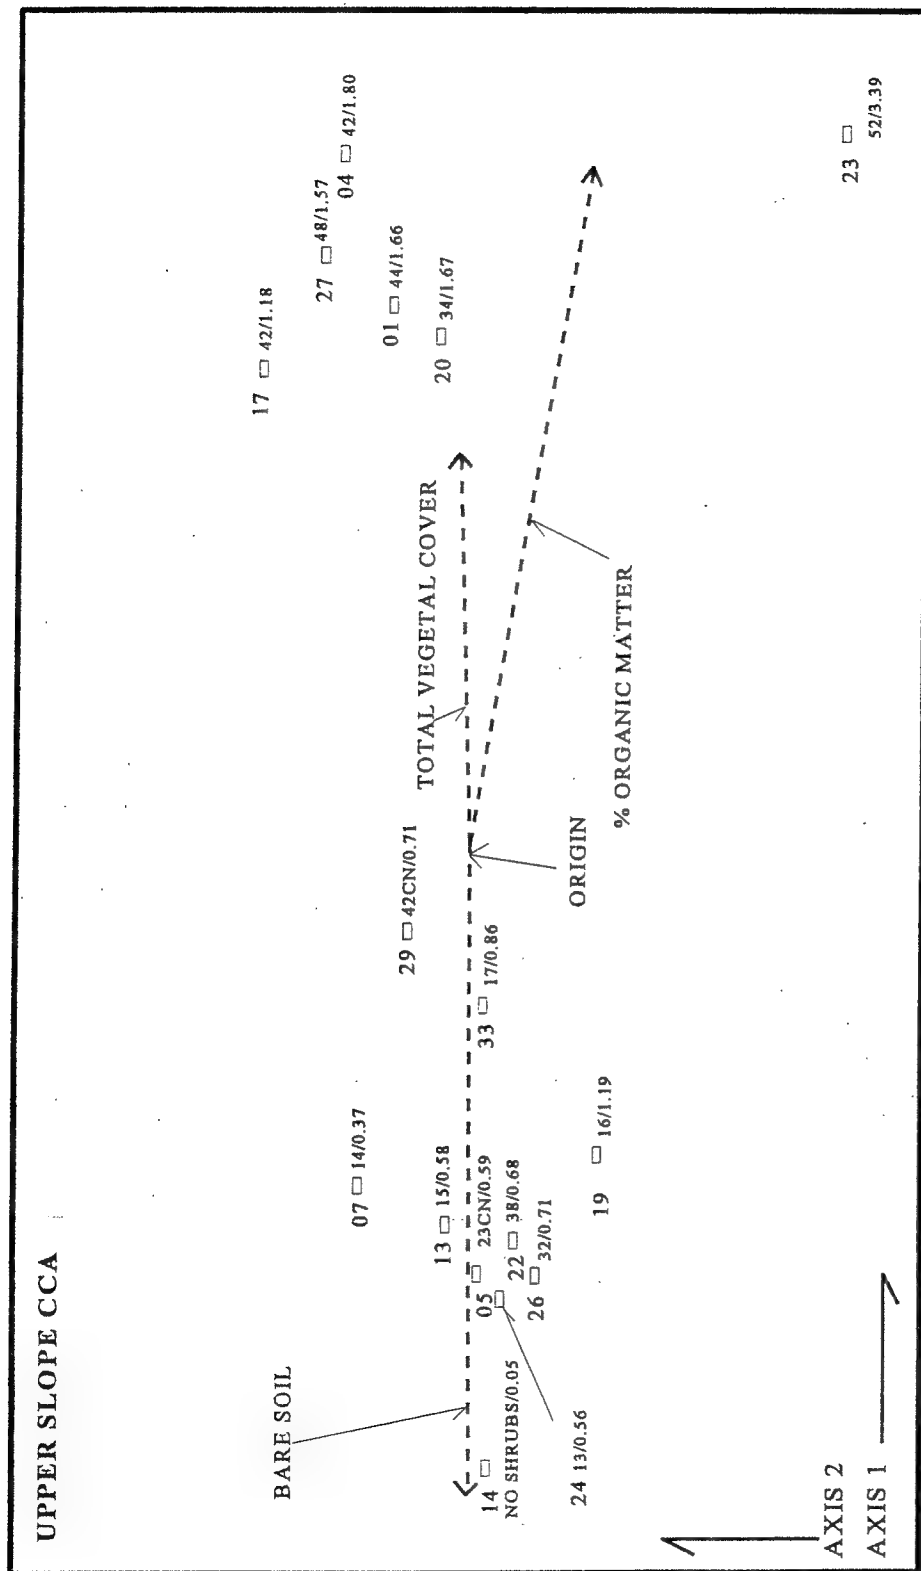 UPPER SLOPE CCA
17 42/1.18
27 48/1.57
04 42/1.80
01 44/1.66
20 34/1.67
BARE SOIL
07 14/0.37
29 42CN/0.71
TOTAL VEGETAL COVER
13 15/0.58
05 23CN/0.59
33 17/0.86
14
NO SHRUBS/0.05
22 38/0.68
26 32/0.71
24 13/0.56
19 16/1.19
ORIGIN
% ORGANIC MATTER
23
52/3.39
AXIS 2
AXIS 1